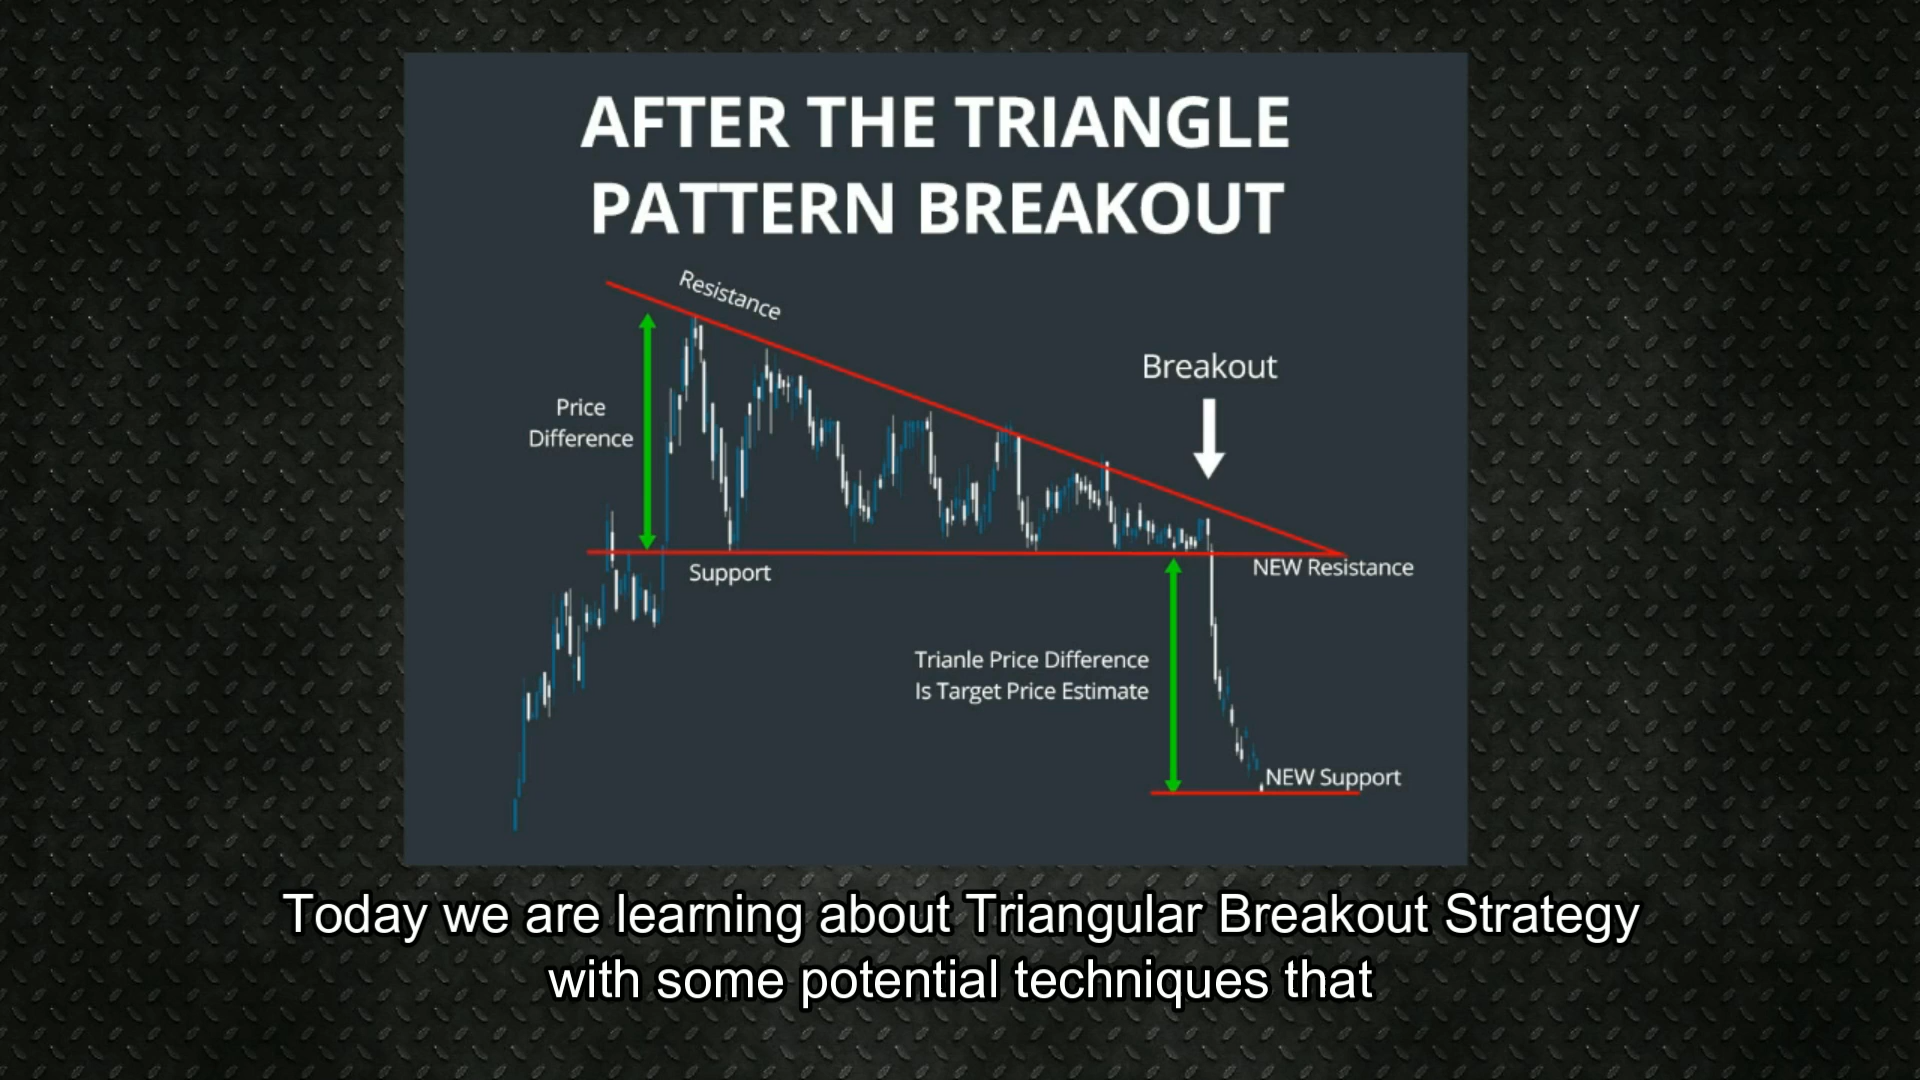 AFTER THE TRIANGLE
PATTERN BREAKOUT
Resistance
Breakout
Price
Difference
Support
NEW Resistance
Trianle Price Difference
Is Target Price Estimate
NEW Support
Today we are learning about Triangular Breakout Strategy
with some potential techniques that